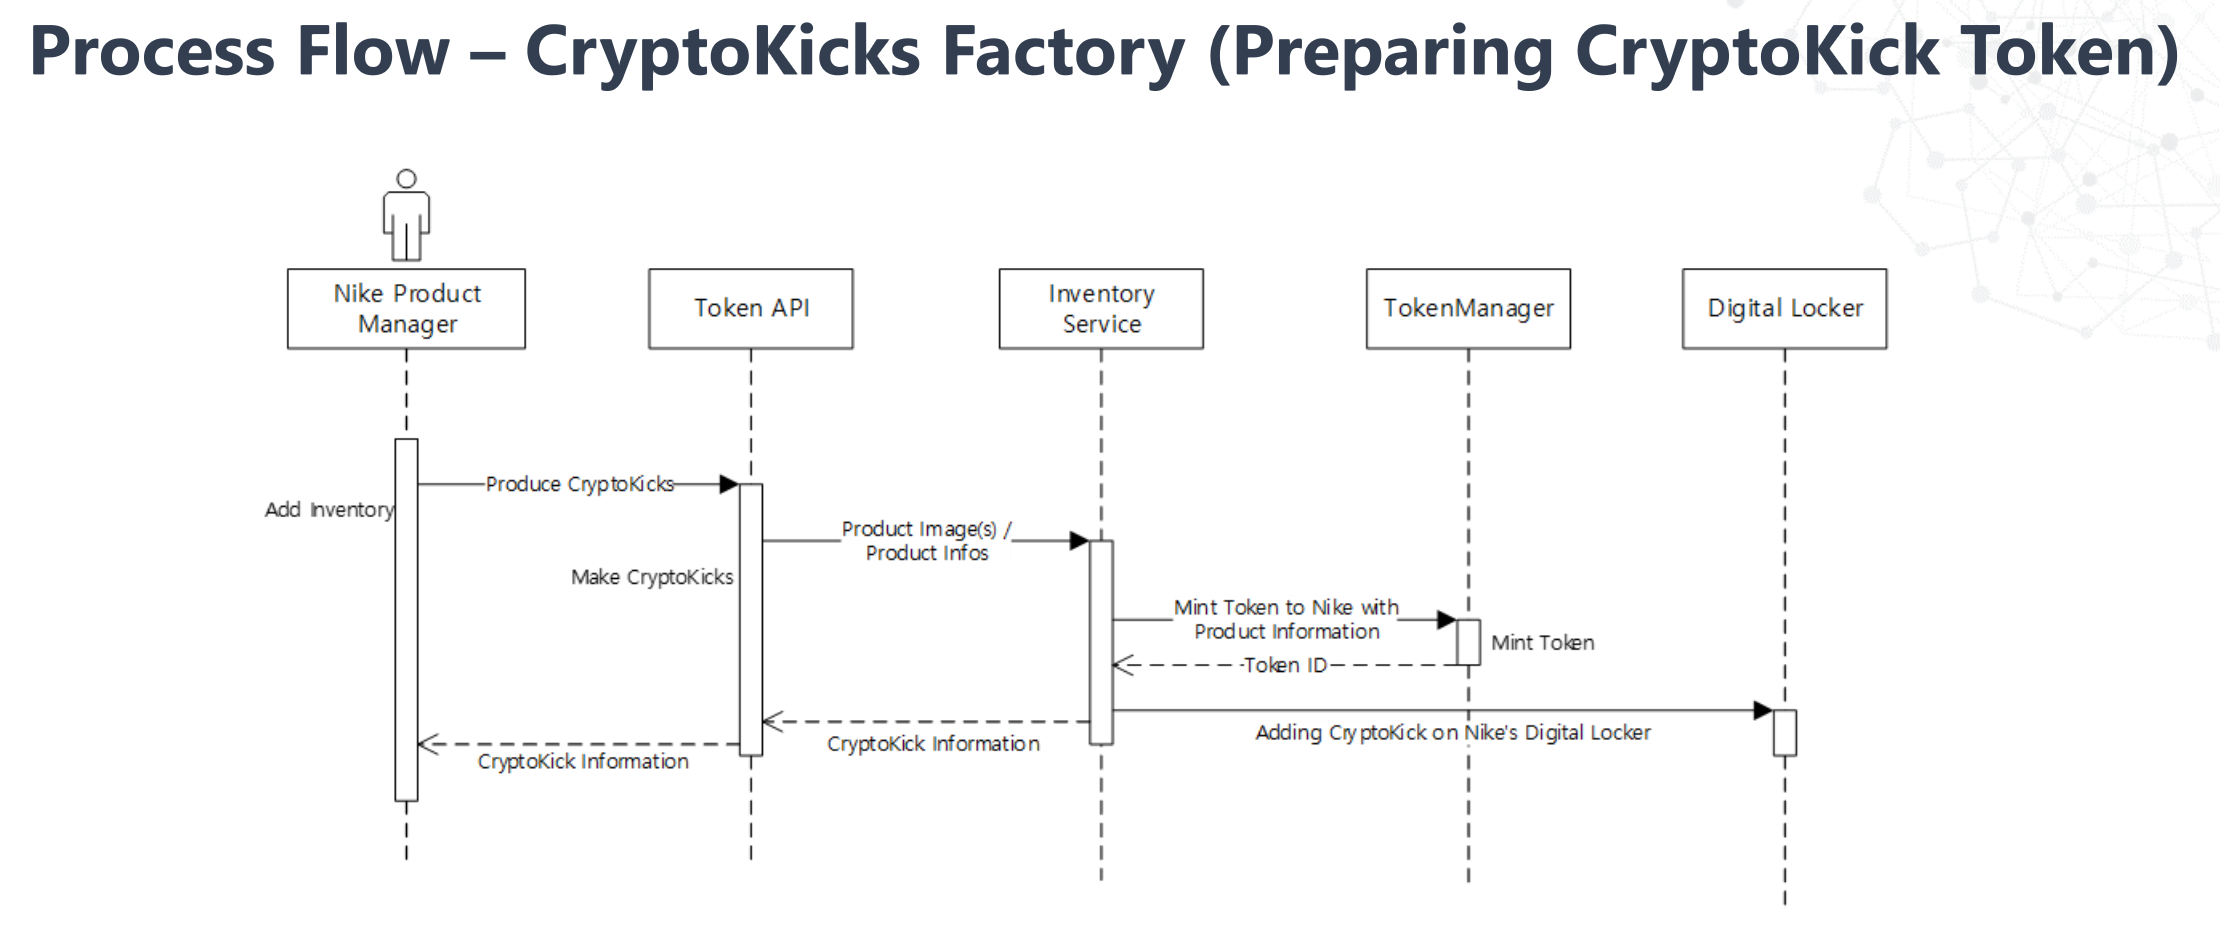 Process Flow – CryptoKicks Factory (Preparing CryptoKick Token)
Nike Product
Manager
Token API
Inventory
Service
TokenManager
Digital Locker
Produce CryptoKicks
Add Inventory
Product Image(s) /
Product Infos
Make CryptoKicks
Mint Token to Nike with
Product Information
Mint Token
Token ID
Adding CryptoKick on Nike's Digital Locker
CryptoKick Information
CryptoKick Information